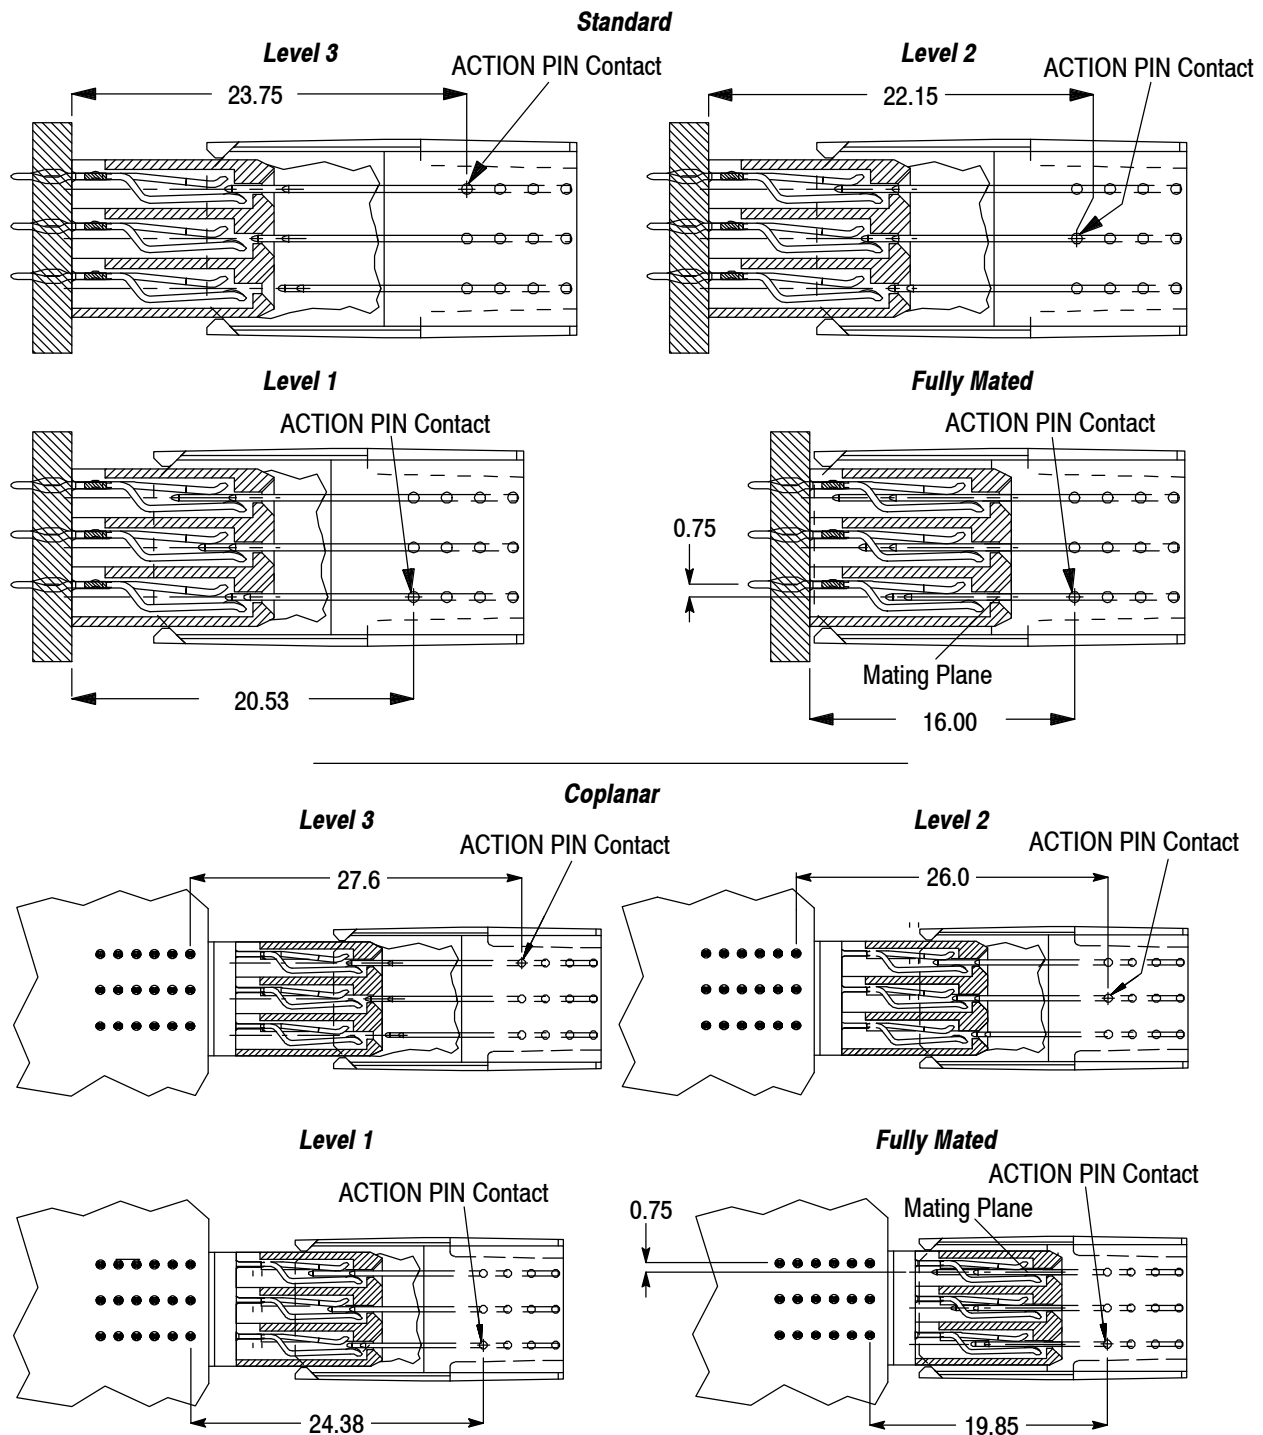 Standard
Level 3
ACTION PIN Contact
23.75
Level 2
ACTION PIN Contact
22.15
Level 1
ACTION PIN Contact
20.53
Fully Mated
ACTION PIN Contact
0.75
Mating Plane
16.00
Coplanar
Level 3
ACTION PIN Contact
27.6
Level 2
ACTION PIN Contact
26.0
Level 1
ACTION PIN Contact
24.38
Fully Mated
ACTION PIN Contact
Mating Plane
0.75
19.85